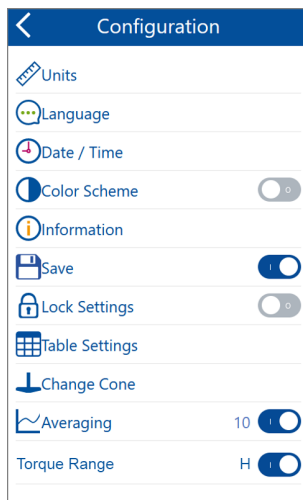 Configuration
Units
Language
Date / Time
Color Scheme
Information
Save
Lock Settings
Table Settings
Change Cone
Averaging 10
Torque Range H